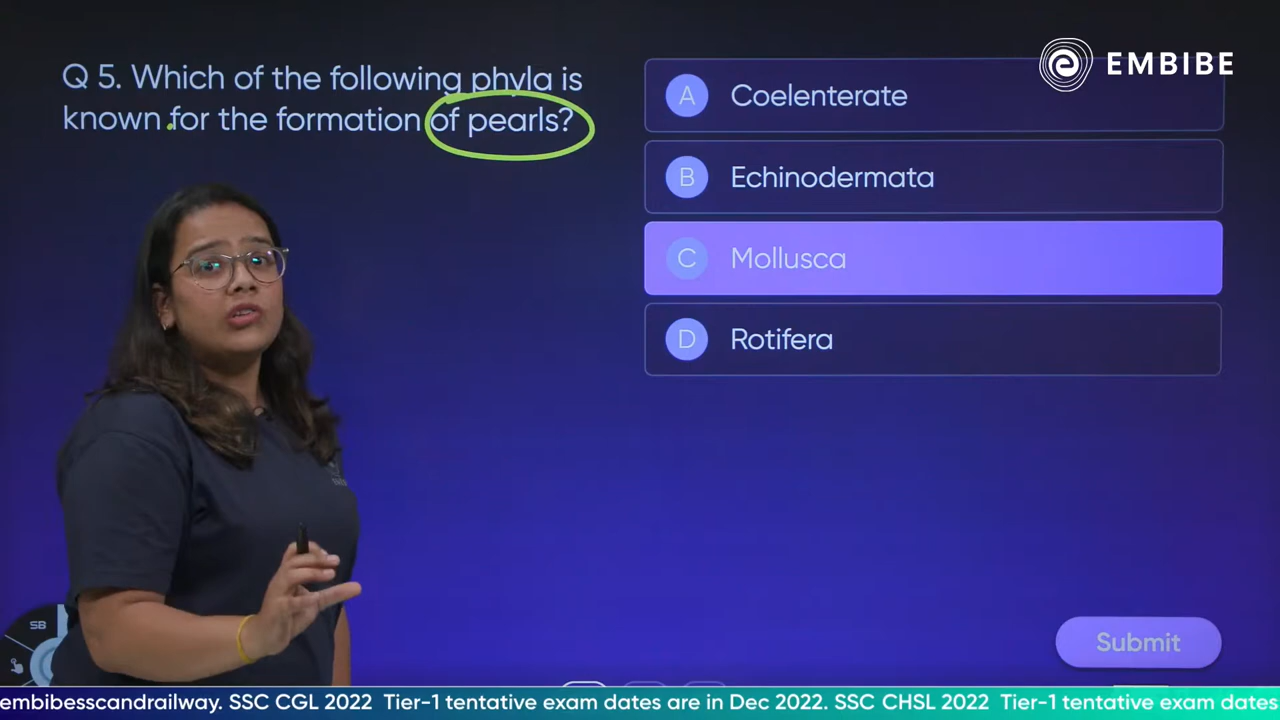 EMBIBE
Q 5. Which of the following phyla is
known for the formation of pearls?
A Coelenterate
B Echinodermata
C Mollusca
D Rotifera
SB
Submit
embibesscandrailway. SSC CGL 2022 Tier-1 tentative exam dates are in Dec 2022. SSC CHSL 2022 Tier-1 tentative exam dates